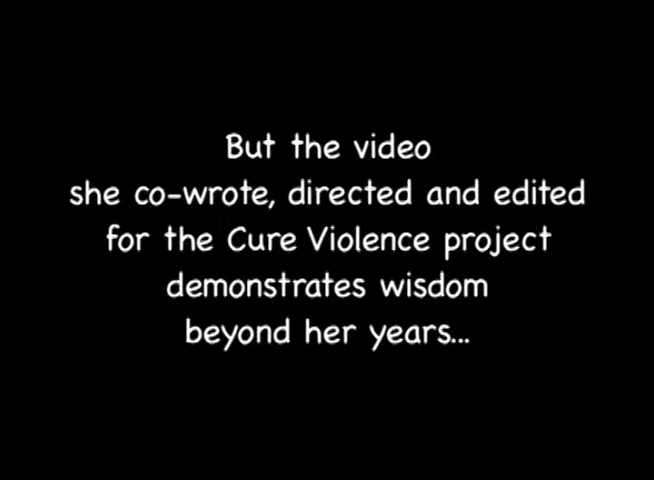 But the video
she co-wrote, directed and edited
for the Cure Violence project
demonstrates wisdom
beyond her years...